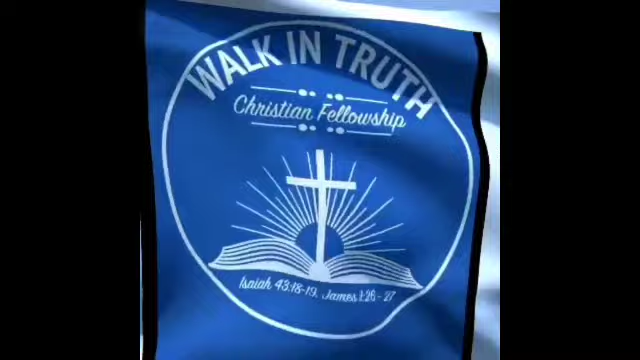 WALK IN TRUTH
Christian Fellowship
Isaiah 43:18-19, James 1:26-27